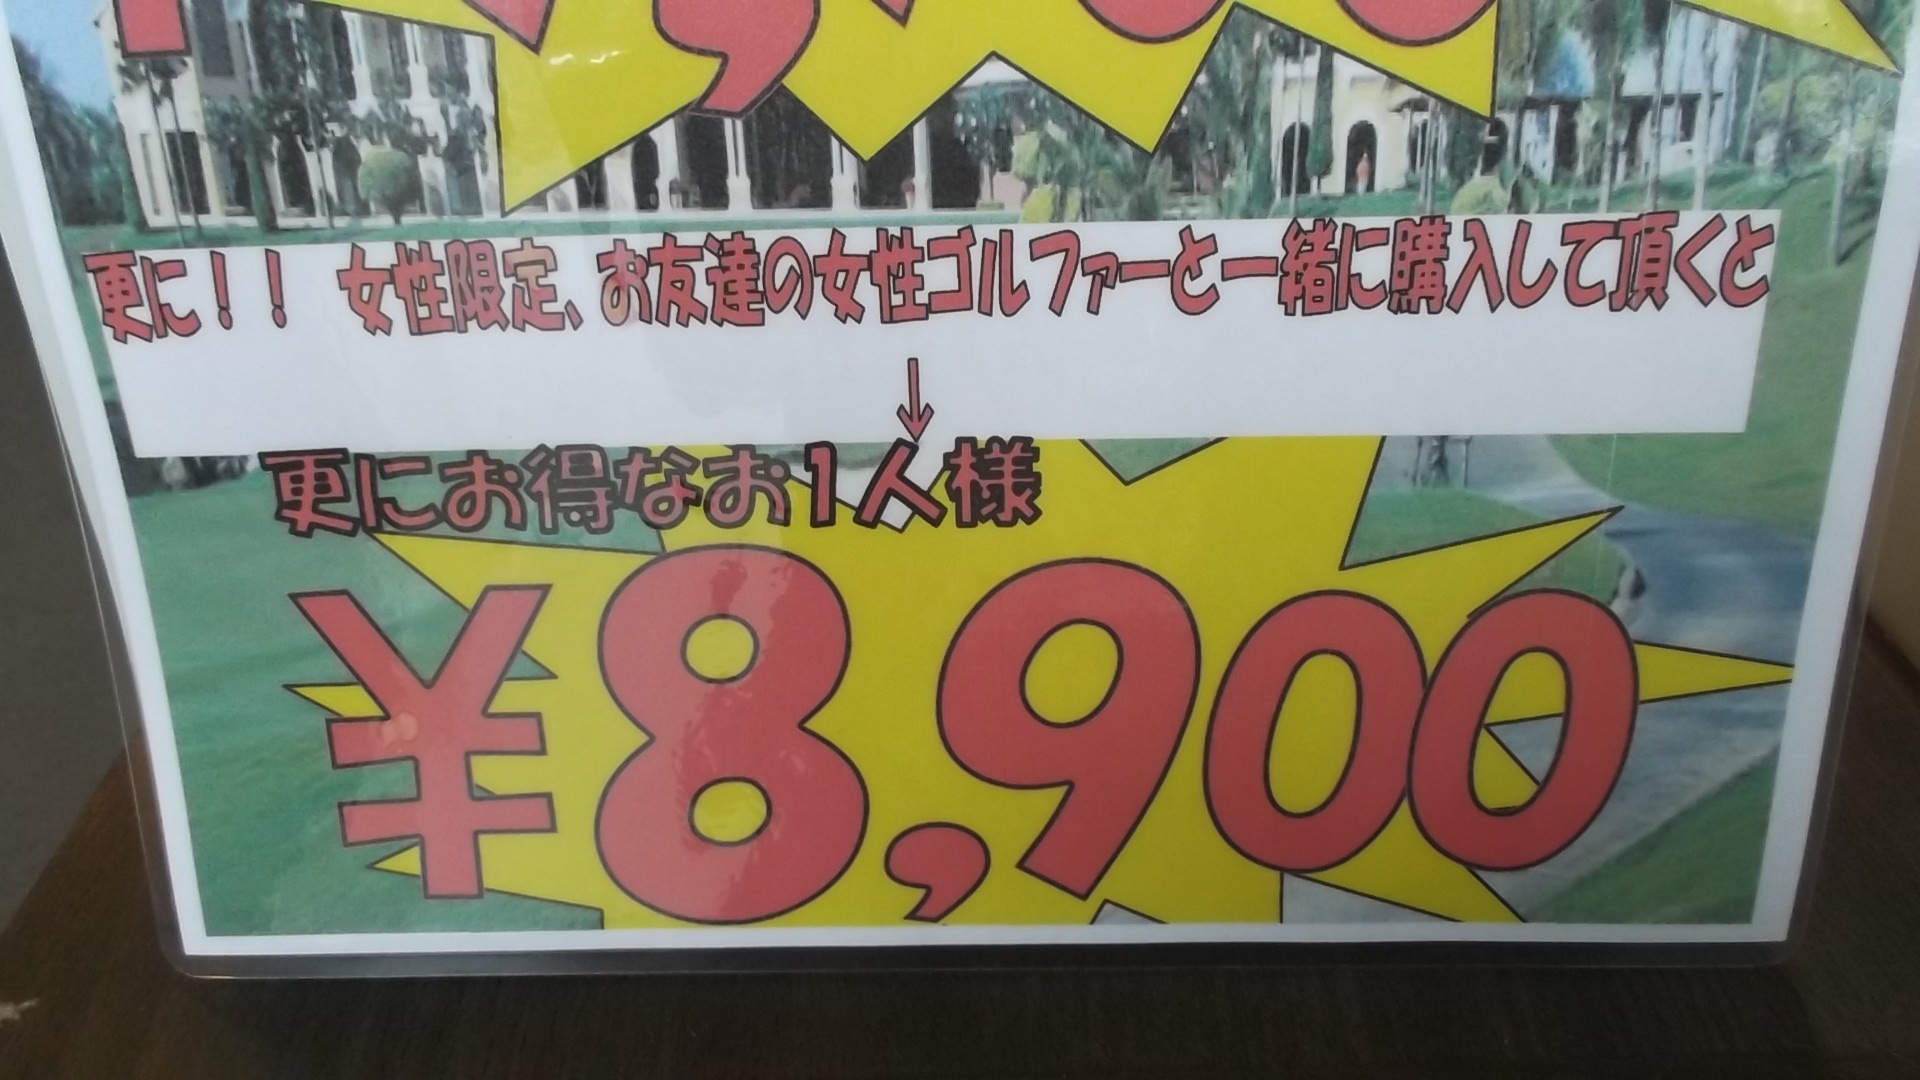 更に！！　女性限定、お友達の女性ゴルファーと一緒に購入して頂くと
↓
更にお得なお1人様
¥8,900